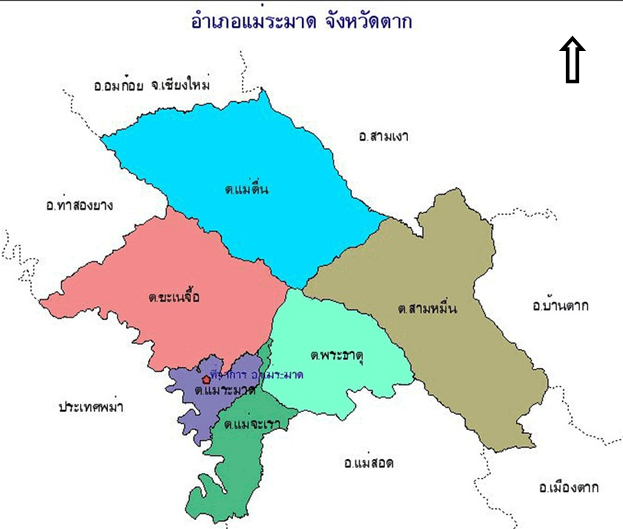 อำเภอแม่ระมาด จังหวัดตาก
อ.อมก๋อย จ.เชียงใหม่
อ.สามเงา
ต.แม่ตื่น
อ.ท่าสองยาง
ต.ขะเนจื้อ
ต.สามหมื่น
อ.บ้านตาก
ต.พระธาตุ
ที่ว่าการ อ.แม่ระมาด
ต.แม่ระมาด
ประเทศพม่า
ต.แม่จะเรา
อ.แม่สอด
อ.เมืองตาก